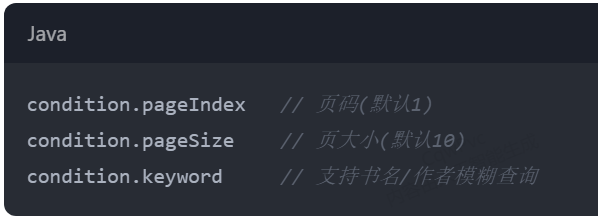 Java
condition.pageIndex // 页码(默认1)
condition.pageSize // 页大小(默认10)
condition.keyword // 支持书名/作者模糊查询